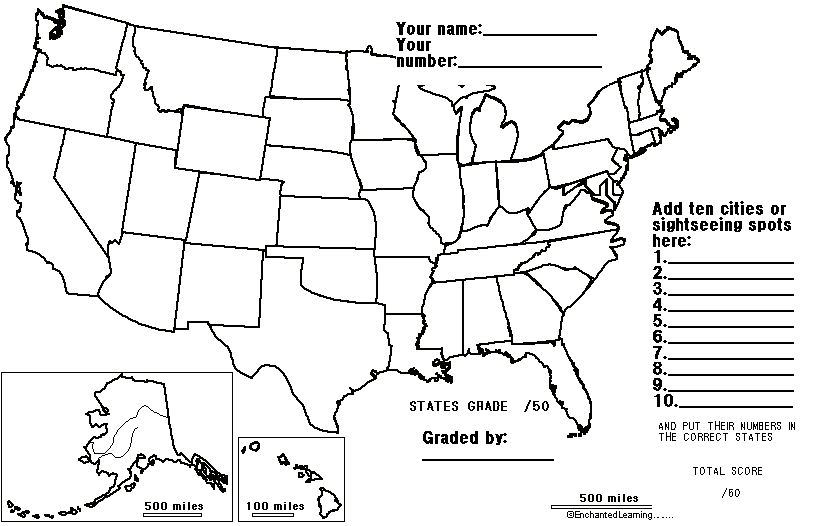 Your name:
Your
number:
Add ten cities or
sightseeing spots
here:
1.
2.
3.
4.
5.
6.
7.
8.
9.
10.
AND PUT THEIR NUMBERS IN
THE CORRECT STATES
STATES GRADE /50
Graded by:
TOTAL SCORE
/60
500 miles
100 miles
500 miles
©EnchantedLearning.......